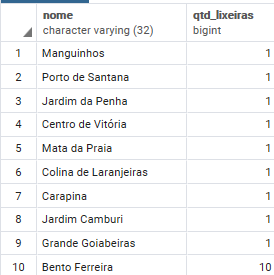 nome qtd_lixeiras
character varying (32) bigint
1 Manguinhos 1
2 Porto de Santana 1
3 Jardim da Penha 1
4 Centro de Vitória 1
5 Mata da Praia 1
6 Colina de Laranjeiras 1
7 Carapina 1
8 Jardim Camburi 1
9 Grande Goiabeiras 1
10 Bento Ferreira 10